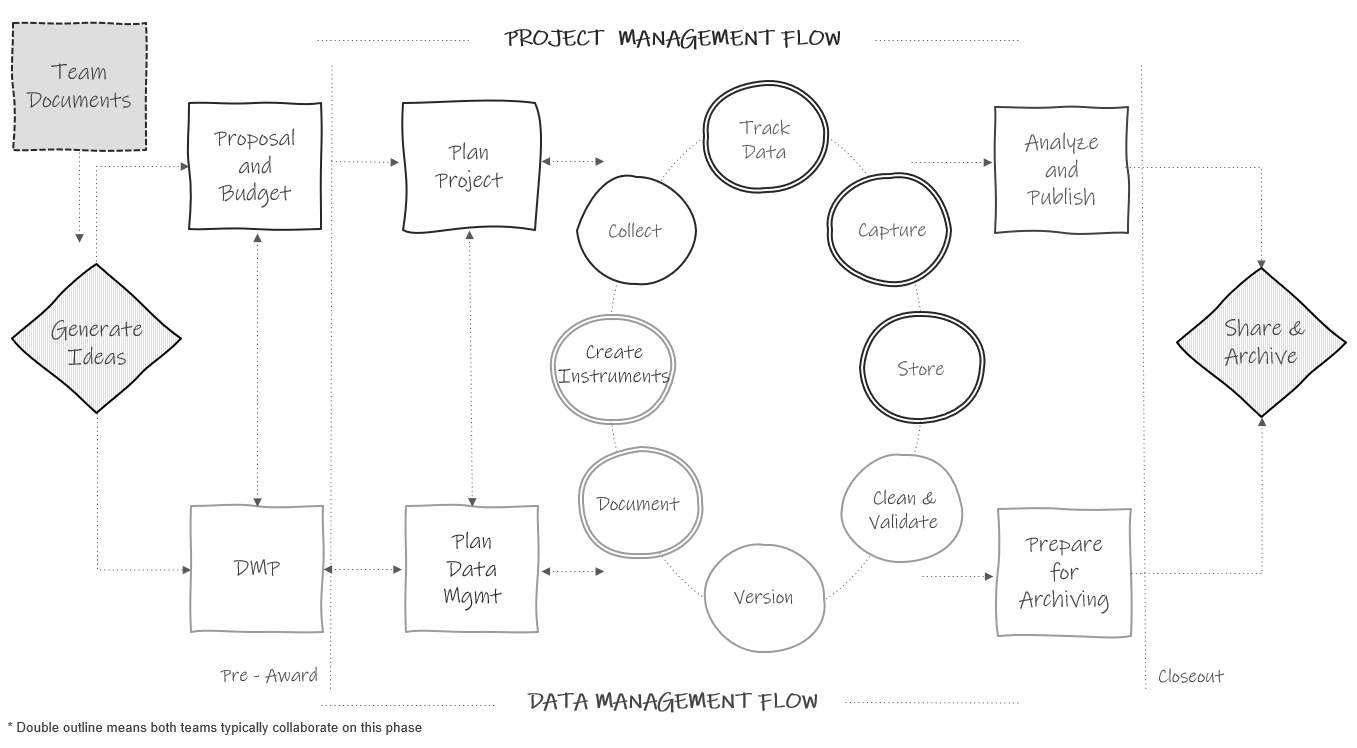 PROJECT MANAGEMENT FLOW
Team
Documents
Proposal
and
Budget
Plan
Project
Track
Data
Analyze
and
Publish
Collect
Capture
Generate
Ideas
Create
Instruments
Store
Share &
Archive
Document
Clean &
Validate
DMP
Plan
Data
Mgmt
Version
Prepare
for
Archiving
Pre - Award
Closeout
DATA MANAGEMENT FLOW
* Double outline means both teams typically collaborate on this phase